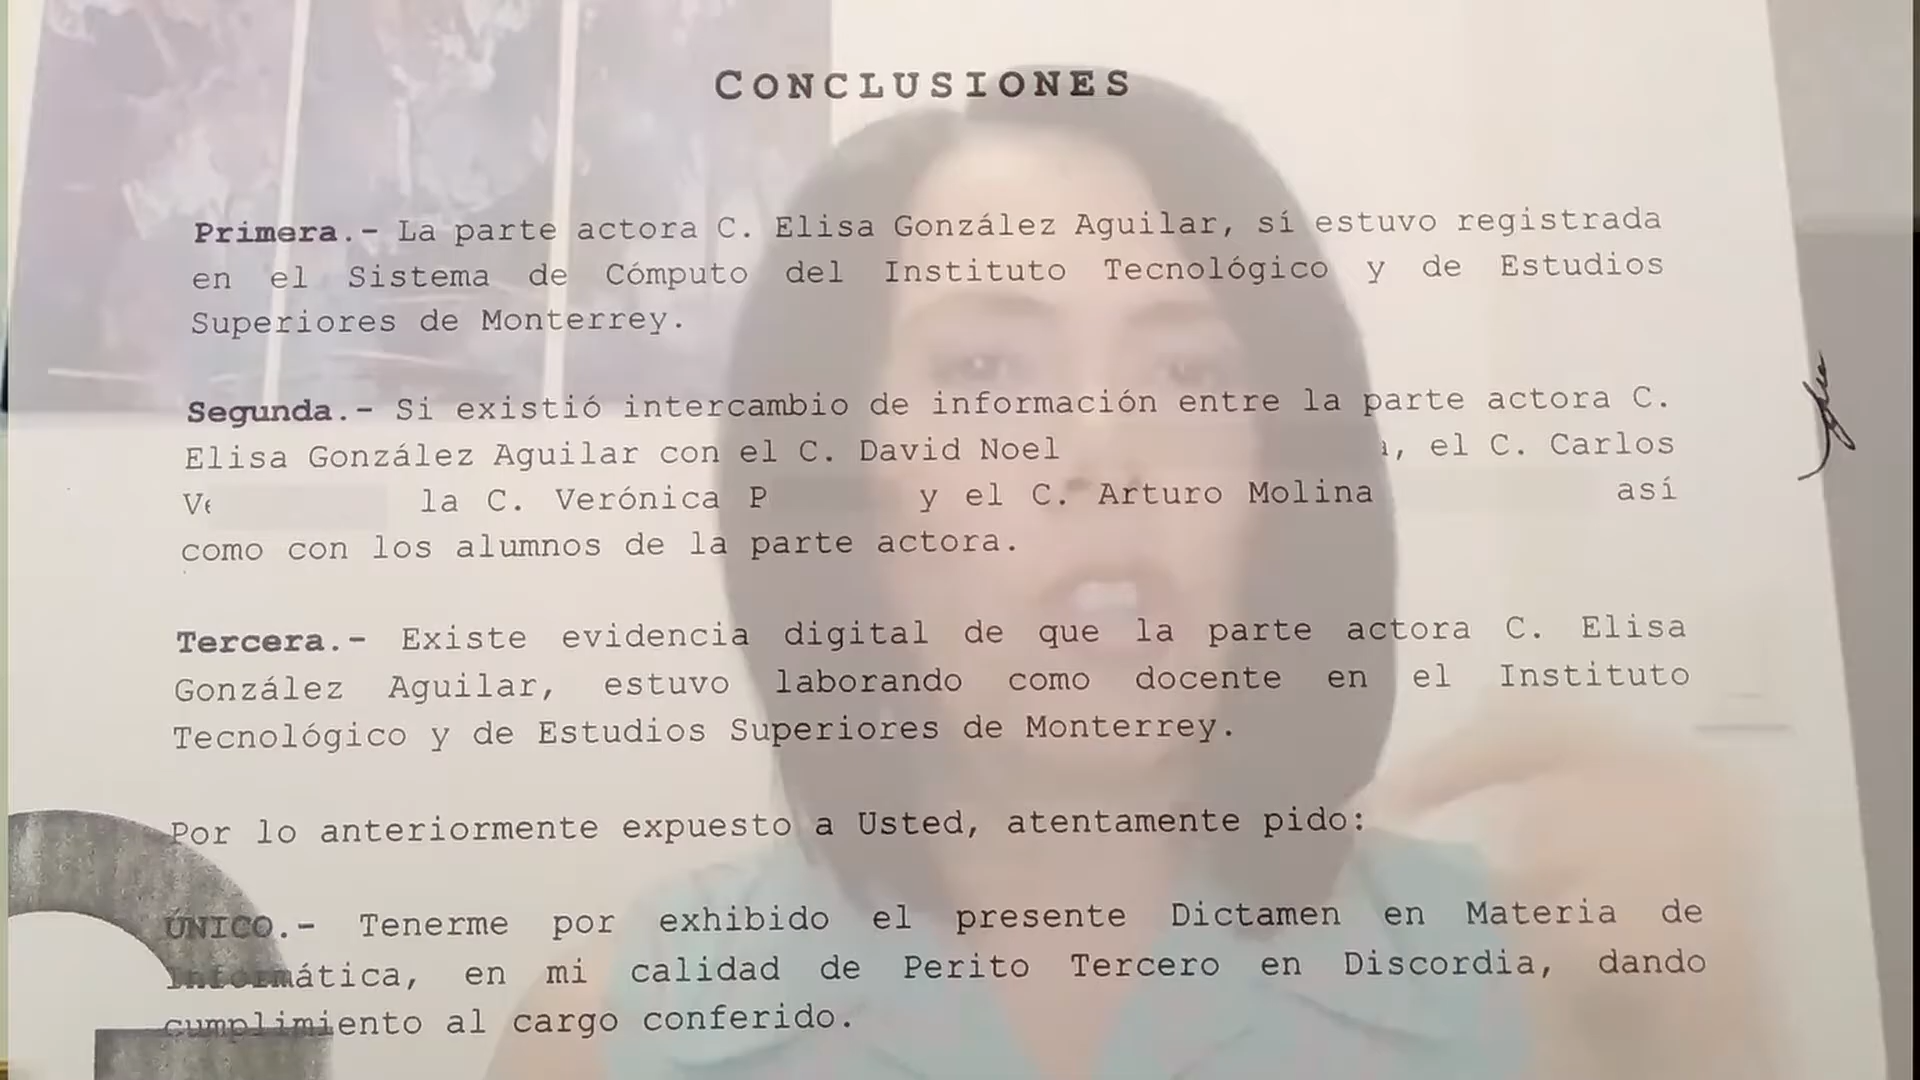 CONCLUSIONES
Primera.- La parte actora C. Elisa González Aguilar, sí estuvo registrada
en el Sistema de Cómputo del Instituto Tecnológico y de Estudios
Superiores de Monterrey.
Segunda.- Si existió intercambio de información entre la parte actora C.
Elisa González Aguilar con el C. David Noel , el C. Carlos
la C. Verónica P y el C. Arturo Molina así
como con los alumnos de la parte actora.
Tercera.- Existe evidencia digital de que la parte actora C. Elisa
González Aguilar, estuvo laborando como docente en el Instituto
Tecnológico y de Estudios Superiores de Monterrey.
Por lo anteriormente expuesto a Usted, atentamente pido:
ÚNICO.- Tenerme por exhibido el presente Dictamen en Materia de
Informática, en mi calidad de Perito Tercero en Discordia, dando
cumplimiento al cargo conferido.